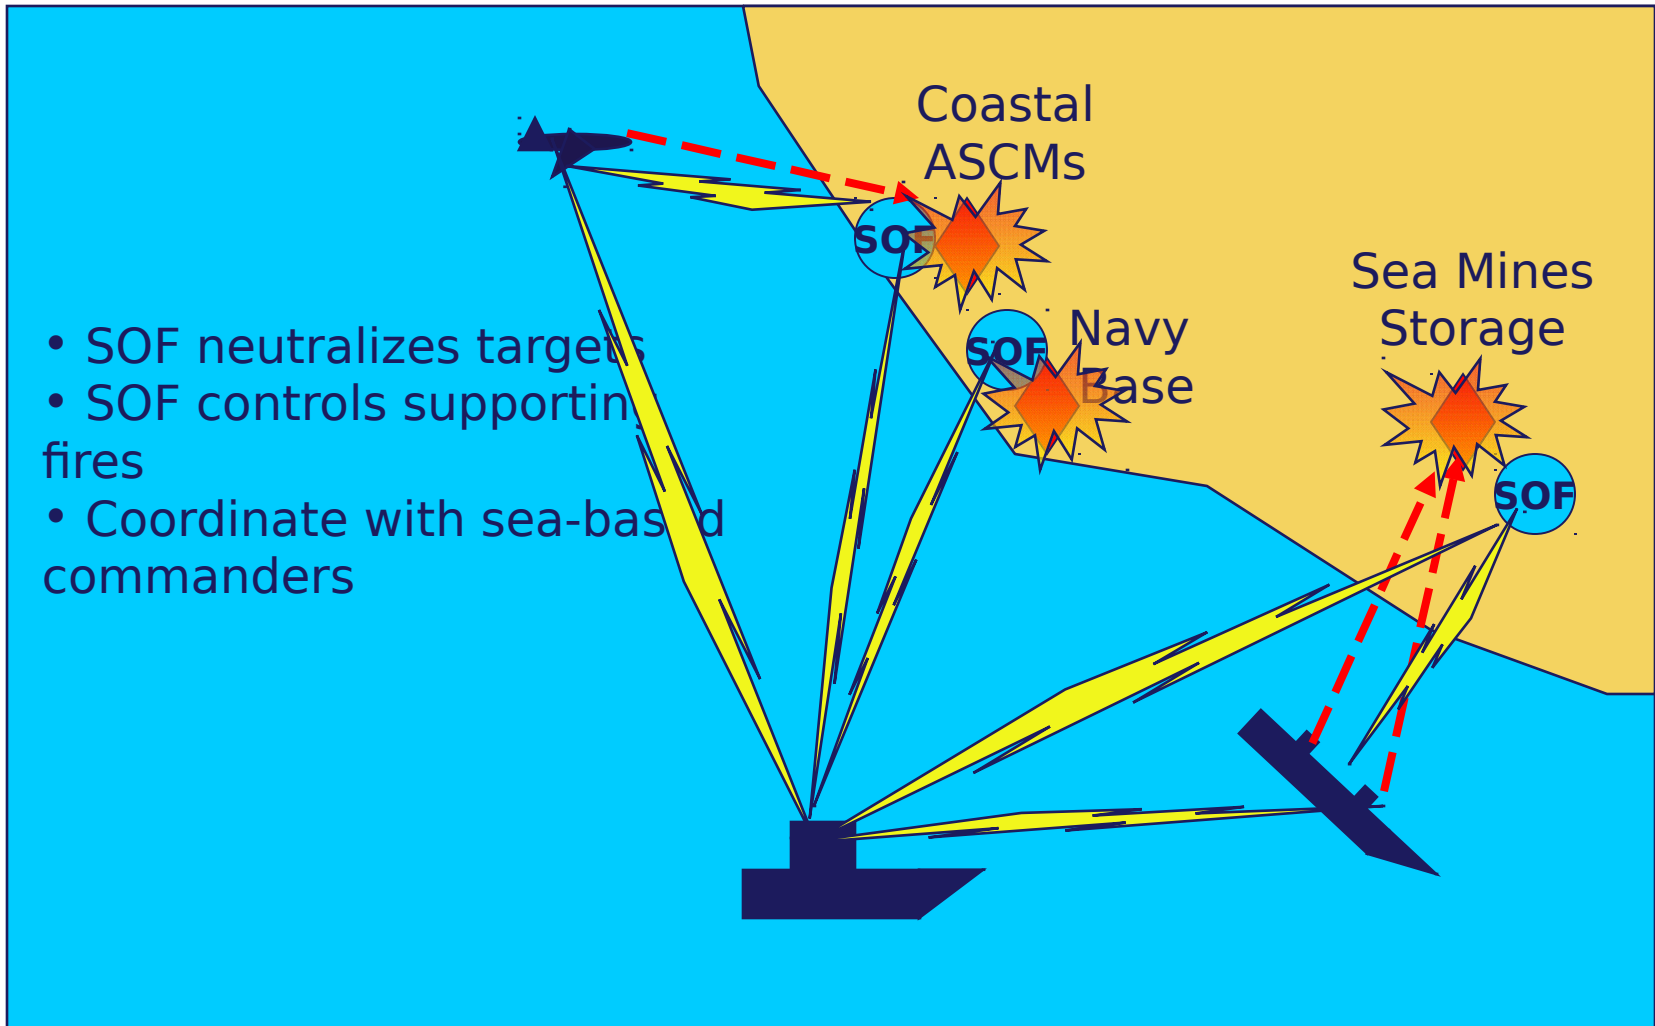 Coastal
ASCMs
SOF
Sea Mines
Storage
SOF
Navy
Base
• SOF neutralizes targets
• SOF controls supporting
fires
• Coordinate with sea-based
commanders
SOF